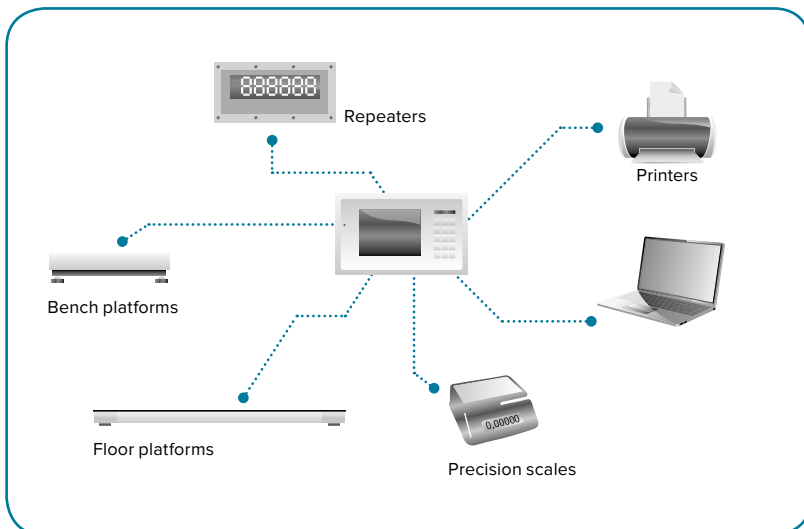 888888
Repeaters
Printers
Bench platforms
0,00000
Floor platforms
Precision scales